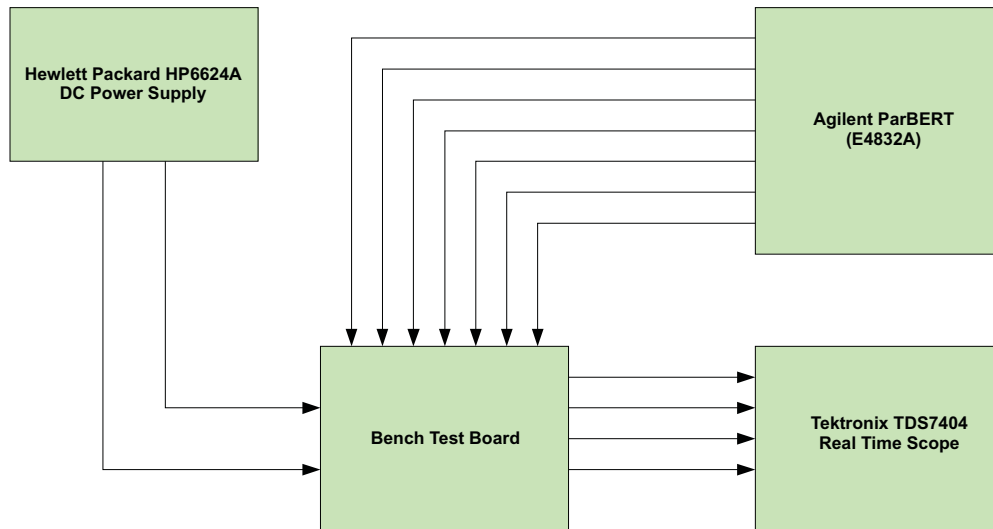 Hewlett Packard HP6624A
DC Power Supply
Agilent ParBERT
(E4832A)
Bench Test Board
Tektronix TDS7404
Real Time Scope